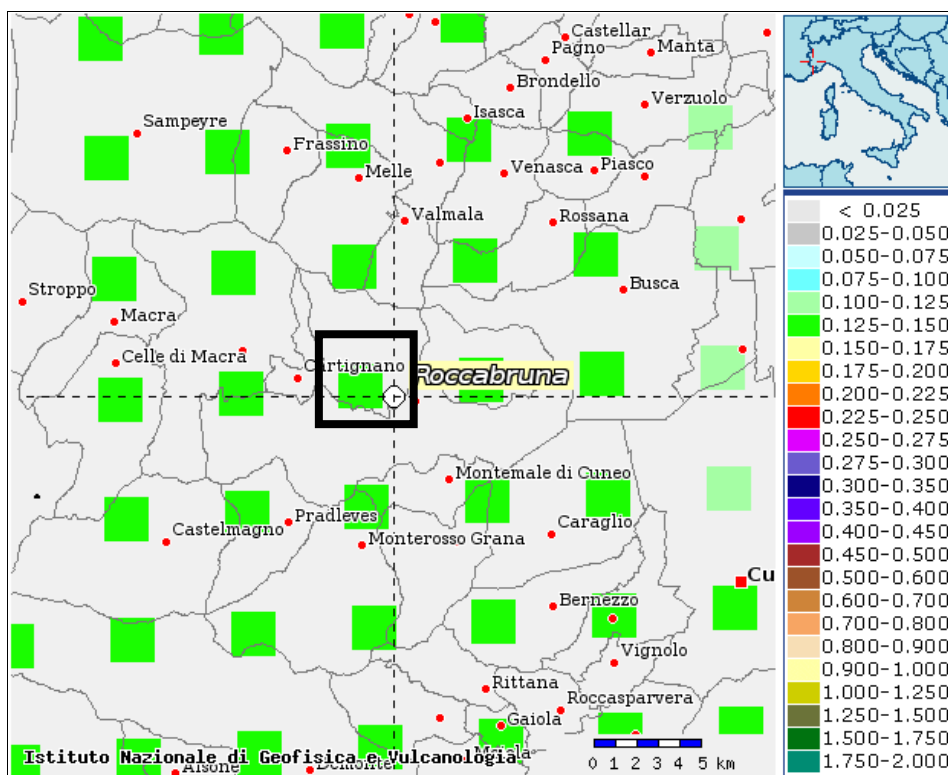 Castellar
Pagno
Manta
Brondello
Verzuolo
Isasca
Sampeyre
Frassino
Melle
Venasca
Piasco
Valmala
Rossana
Stroppo
Busca
Macra
Celle di Macra
Cartignano
Roccabruna
Montemale di Cuneo
Castelmagno
Pradleves
Monterosso Grana
Caraglio
Cu
Bernezzo
Vignolo
Rittana
Roccasparvera
Gaiola
Moiola
Aisone
Demonte
Istituto Nazionale di Geofisica e Vulcanologia
0 1 2 3 4 5 km
< 0.025
0.025-0.050
0.050-0.075
0.075-0.100
0.100-0.125
0.125-0.150
0.150-0.175
0.175-0.200
0.200-0.225
0.225-0.250
0.250-0.275
0.275-0.300
0.300-0.350
0.350-0.400
0.400-0.450
0.450-0.500
0.500-0.600
0.600-0.700
0.700-0.800
0.800-0.900
0.900-1.000
1.000-1.250
1.250-1.500
1.500-1.750
1.750-2.000